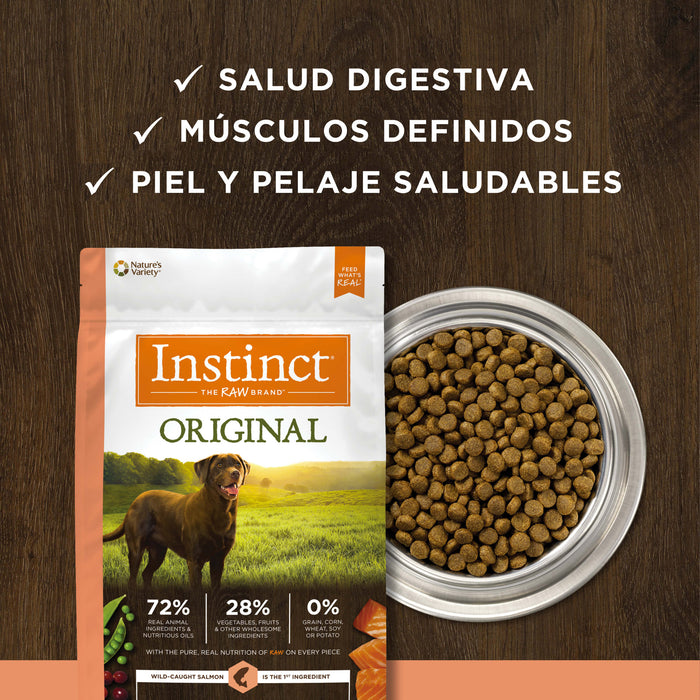 ✓ SALUD DIGESTIVA
✓ MÚSCULOS DEFINIDOS
✓ PIEL Y PELAJE SALUDABLES
Nature's
Variety®
FEED
WHAT'S
REAL™
Instinct®
THE RAW BRAND™
ORIGINAL
72%
REAL ANIMAL
INGREDIENTS &
NUTRITIOUS OILS
28%
VEGETABLES, FRUITS
& OTHER WHOLESOME
INGREDIENTS
0%
GRAIN, CORN,
WHEAT, SOY
OR POTATO
WITH THE PURE, REAL NUTRITION OF RAW ON EVERY PIECE
WILD-CAUGHT SALMON IS THE 1ST INGREDIENT